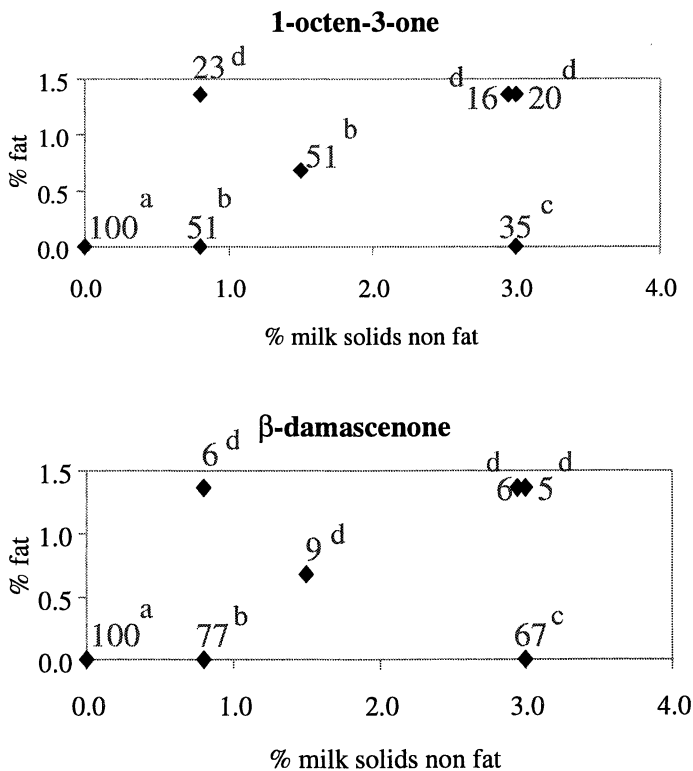 1-octen-3-one
23 d
1.5
d 16 20 d
1.0
51 b
% fat
0.5
100 a 51 b 35 c
0.0
0.0 1.0 2.0 3.0 4.0
% milk solids non fat
β-damascenone
6 d
1.5
d 6 5 d
1.0
9 d
% fat
0.5
100 a 77 b 67 c
0.0
0.0 1.0 2.0 3.0 4.0
% milk solids non fat